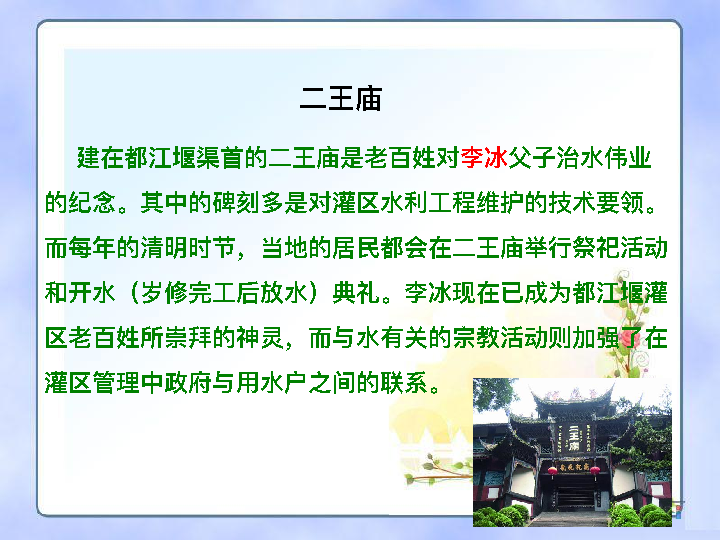 二王庙
建在都江堰渠首的二王庙是老百姓对李冰父子治水伟业
的纪念。其中的碑刻多是对灌区水利工程维护的技术要领。
而每年的清明时节，当地的居民都会在二王庙举行祭祀活动
和开水（岁修完工后放水）典礼。李冰现在已成为都江堰灌
区老百姓所崇拜的神灵，而与水有关的宗教活动则加强了在
灌区管理中政府与用水户之间的联系。
二王庙